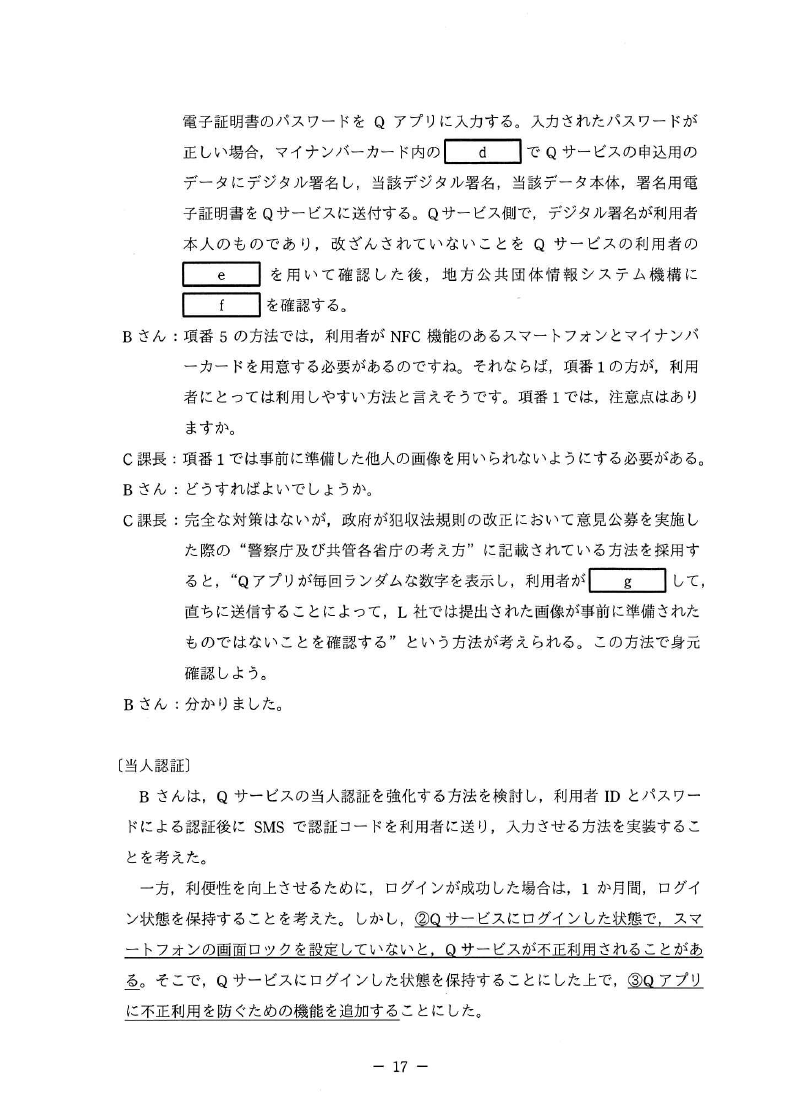 電子証明書のパスワードを Q アプリに入力する。入力されたパスワードが
正しい場合，マイナンバーカード内の d で Q サービスの申込用の
データにデジタル署名し，当該デジタル署名，当該データ本体，署名用電
子証明書を Q サービスに送付する。Q サービス側で，デジタル署名が利用者
本人のものであり，改ざんされていないことを Q サービスの利用者の
e を用いて確認した後，地方公共団体情報システム機構に
f を確認する。
B さん：項番 5 の方法では，利用者が NFC 機能のあるスマートフォンとマイナンバ
ーカードを用意する必要があるのですね。それならば，項番 1 の方が，利用
者にとっては利用しやすい方法と言えそうです。項番 1 では，注意点はあり
ますか。
C 課長：項番 1 では事前に準備した他人の画像を用いられないようにする必要がある。
B さん：どうすればよいでしょうか。
C 課長：完全な対策はないが，政府が犯収法規則の改正において意見公募を実施し
た際の“警察庁及び共管各省庁の考え方”に記載されている方法を採用す
ると，“Q アプリが毎回ランダムな数字を表示し，利用者が g して，
直ちに送信することによって，L 社では提出された画像が事前に準備された
ものではないことを確認する”という方法が考えられる。この方法で身元
確認しよう。
B さん：分かりました。
〔当人認証〕
B さんは，Q サービスの当人認証を強化する方法を検討し，利用者 ID とパスワー
ドによる認証後に SMS で認証コードを利用者に送り，入力させる方法を実装するこ
とを考えた。
一方，利便性を向上させるために，ログインが成功した場合は，1 か月間，ログイ
ン状態を保持することを考えた。しかし，②Q サービスにログインした状態で，スマ
ートフォンの画面ロックを設定していないと，Q サービスが不正利用されることがあ
る。そこで，Q サービスにログインした状態を保持することにした上で，③Q アプリ
に不正利用を防ぐための機能を追加することにした。
－ 17 －